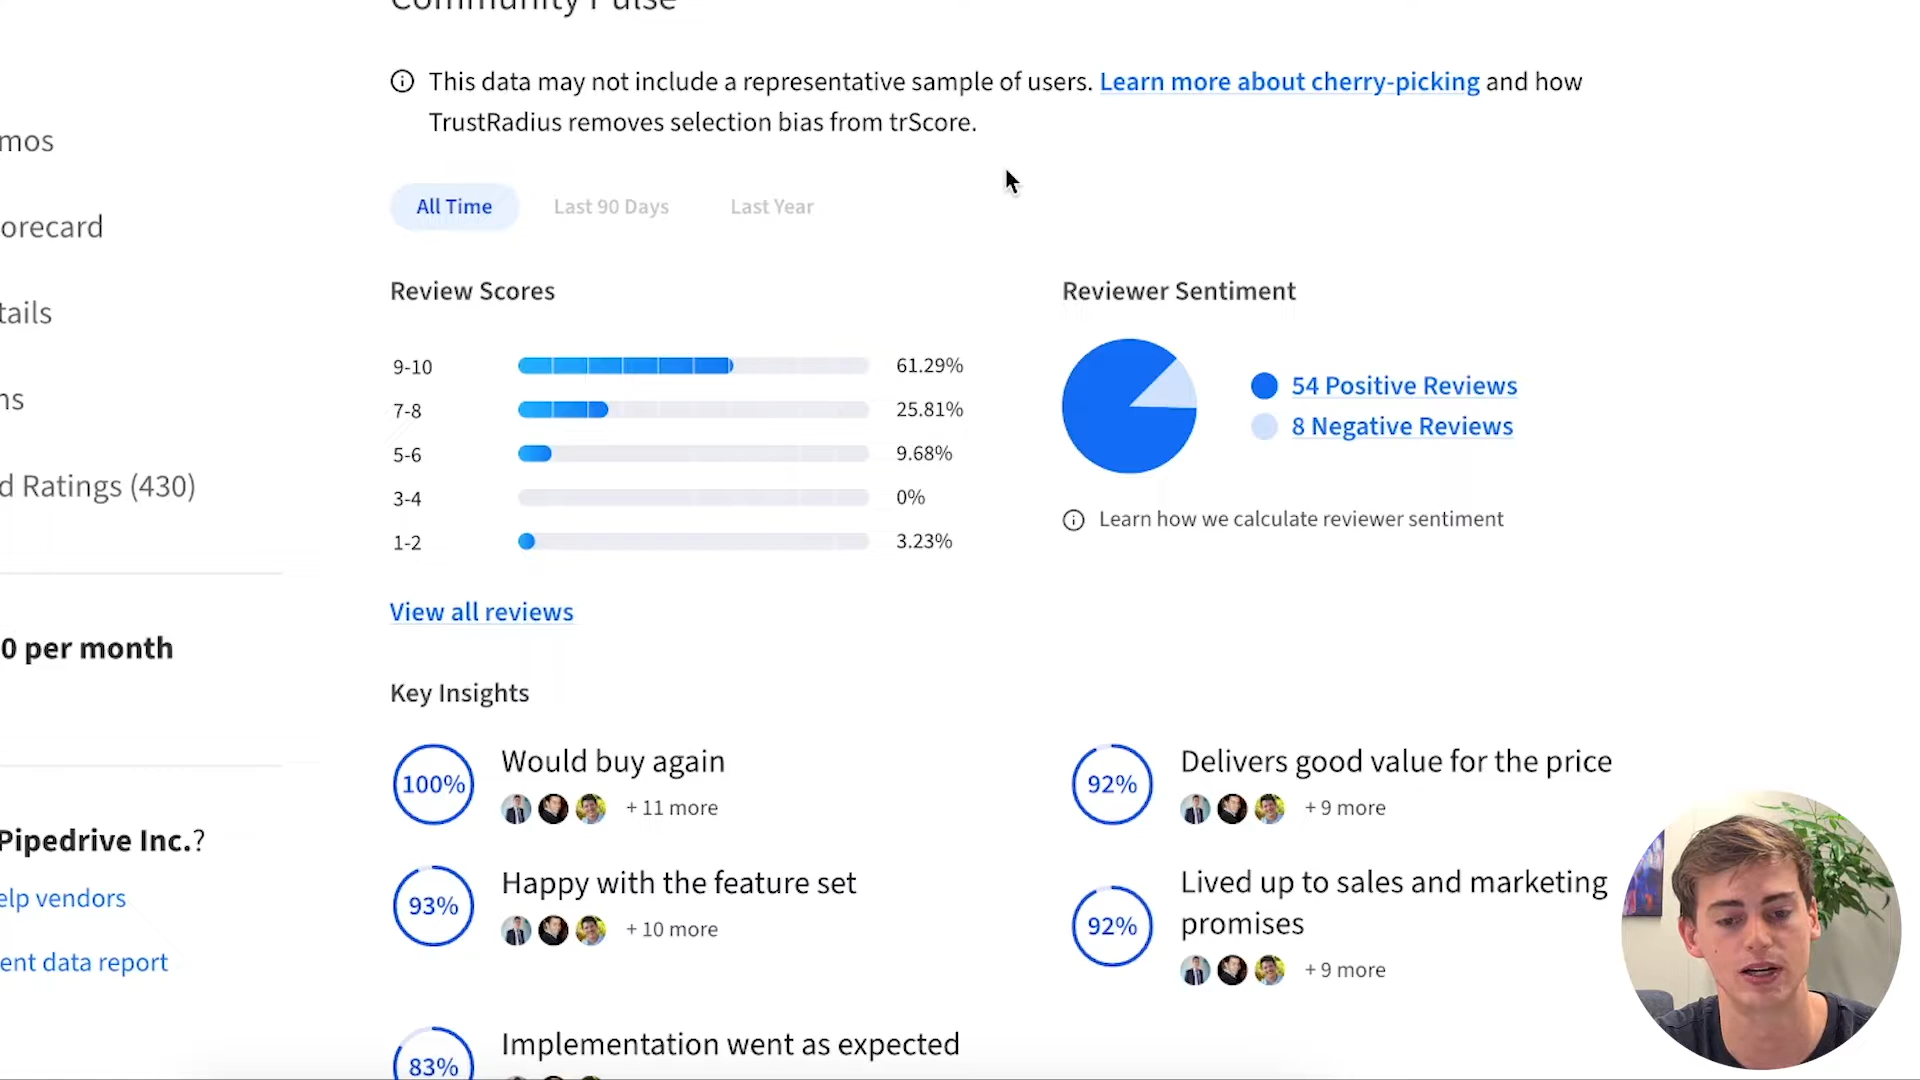 Community Pulse
This data may not include a representative sample of users. Learn more about cherry-picking and how
TrustRadius removes selection bias from trScore.
mos
orecard
tails
ns
d Ratings (430)
0 per month
Pipedrive Inc.?
elp vendors
ent data report
All Time
Last 90 Days
Last Year
Review Scores
9-10 61.29%
7-8 25.81%
5-6 9.68%
3-4 0%
1-2 3.23%
View all reviews
Reviewer Sentiment
54 Positive Reviews
8 Negative Reviews
Learn how we calculate reviewer sentiment
Key Insights
100%
Would buy again
+ 11 more
92%
Delivers good value for the price
+ 9 more
93%
Happy with the feature set
+ 10 more
92%
Lived up to sales and marketing
promises
+ 9 more
83%
Implementation went as expected